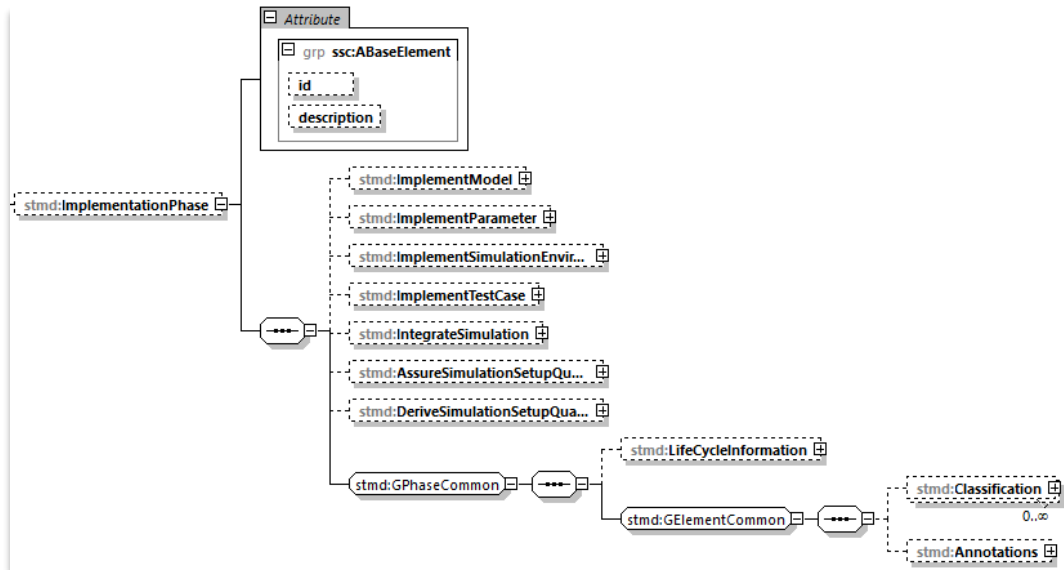 Attribute
grp ssc:ABaseElement
id
description
stmd:ImplementationPhase
stmd:ImplementModel
stmd:ImplementParameter
stmd:ImplementSimulationEnvir...
stmd:ImplementTestCase
stmd:IntegrateSimulation
stmd:AssureSimulationSetupQu...
stmd:DeriveSimulationSetupQua...
stmd:GPhaseCommon
stmd:LifeCycleInformation
stmd:GElementCommon
stmd:Classification
0..∞
stmd:Annotations